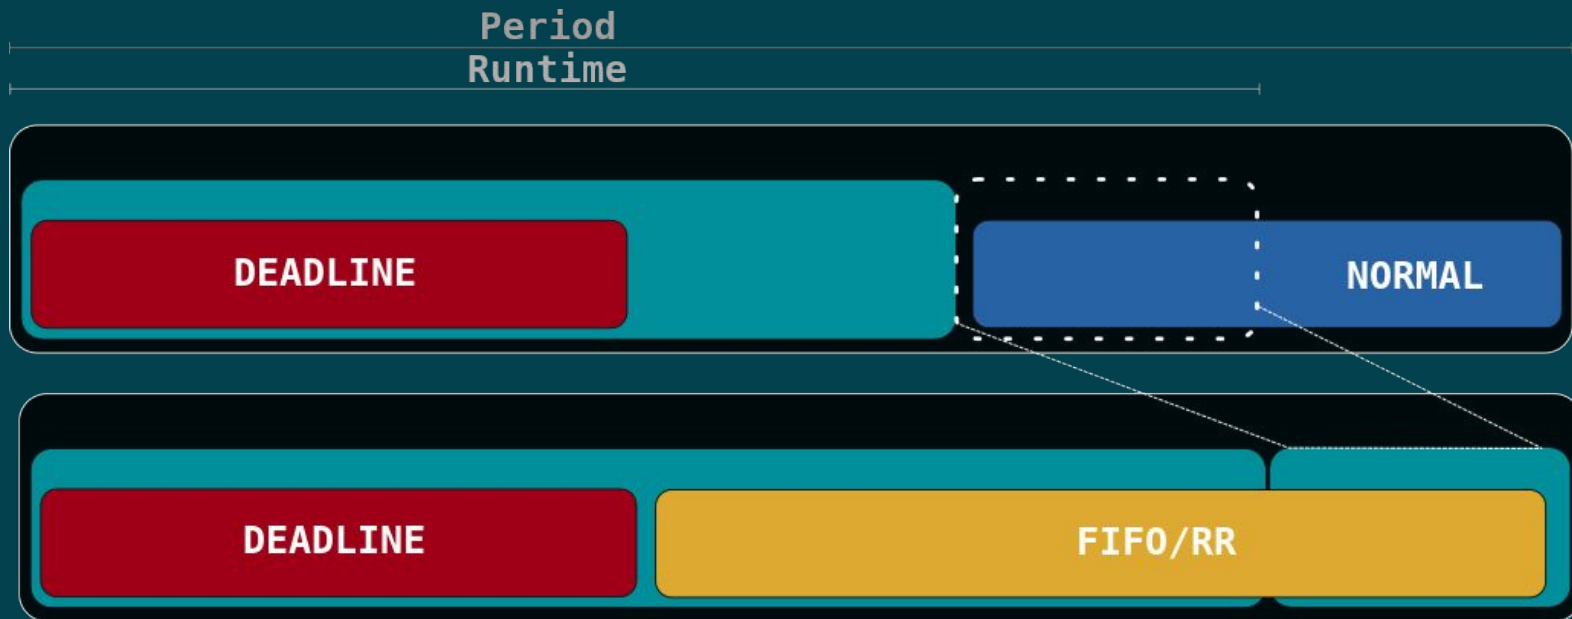 Period
Runtime
DEADLINE
NORMAL
DEADLINE
FIFO/RR